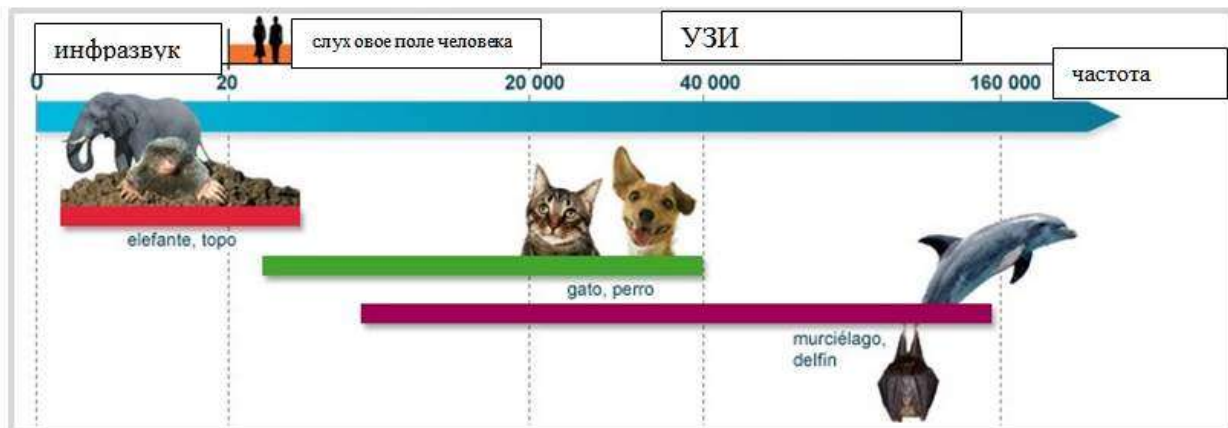 инфразвук
слух овое поле человека
УЗИ
0
20
20 000
40 000
160 000
частота
elefante, topo
gato, perro
murciélago,
delfin